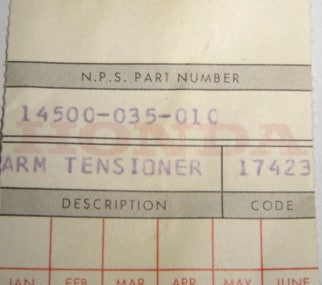 N.P.S. PART NUMBER
14500-035-01C
HONDA
ARM TENSIONER 17423
DESCRIPTION CODE
JAN FEB MAR APR MAY JUNE